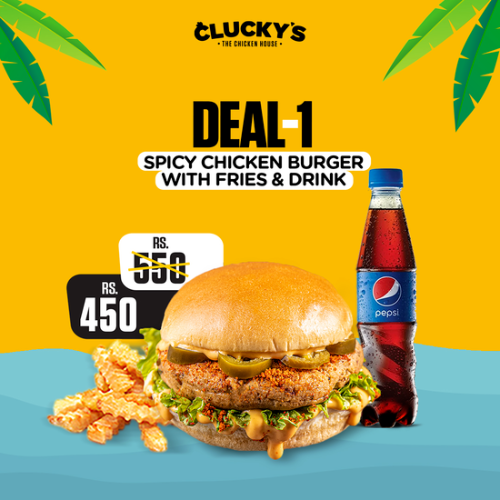 CLUCKY'S
• THE CHICKEN HOUSE •
DEAL-1
SPICY CHICKEN BURGER
WITH FRIES & DRINK
RS.
550
RS.
450
pepsi